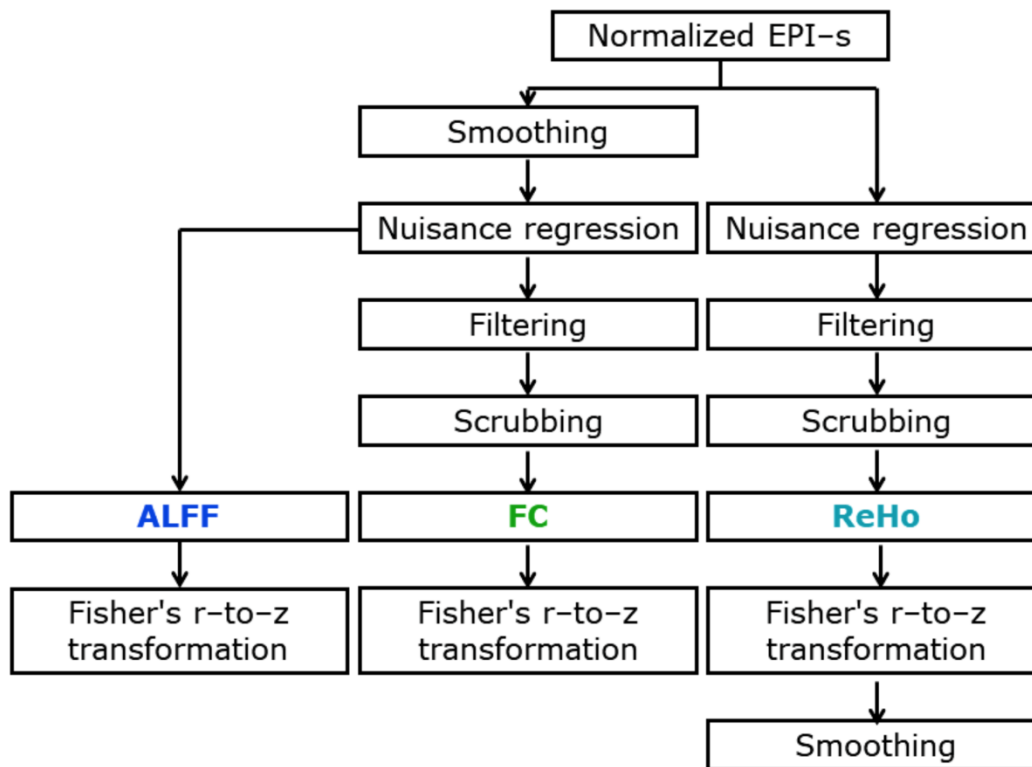 Normalized EPI–s
Smoothing
Nuisance regression
Nuisance regression
Filtering
Filtering
Scrubbing
Scrubbing
ALFF
FC
ReHo
Fisher's r–to–z
transformation
Fisher's r–to–z
transformation
Fisher's r–to–z
transformation
Smoothing